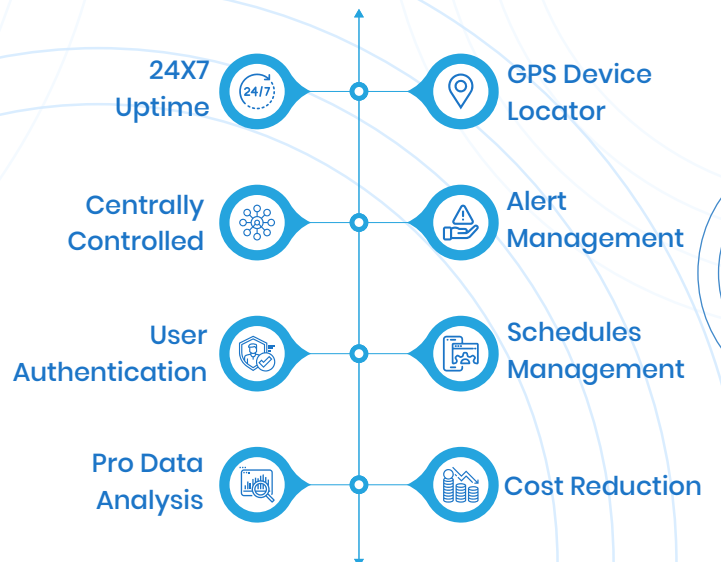 24X7
Uptime
24/7
GPS Device
Locator
Centrally
Controlled
Alert
Management
User
Authentication
Schedules
Management
Pro Data
Analysis
Cost Reduction